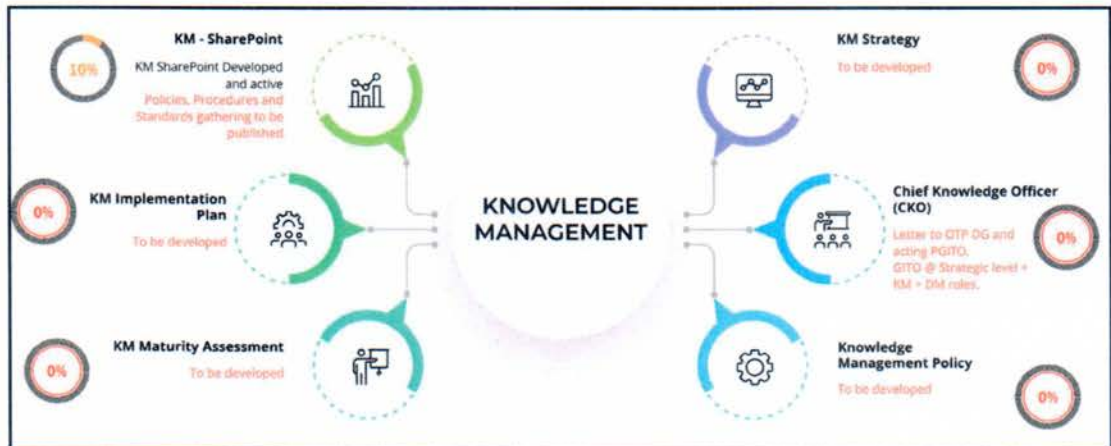 KM - SharePoint
10%
KM SharePoint Developed
and active
Policies, Procedures and
Standards gathering to be
published
KM Implementation
Plan
0%
To be developed
KM Maturity Assessment
0%
To be developed
KNOWLEDGE
MANAGEMENT
KM Strategy
0%
To be developed
Chief Knowledge Officer
(CKO)
0%
Letter to OTP DG and
acting PGITO,
GITO @ Strategic level +
KM + DM roles.
Knowledge
Management Policy
0%
To be developed